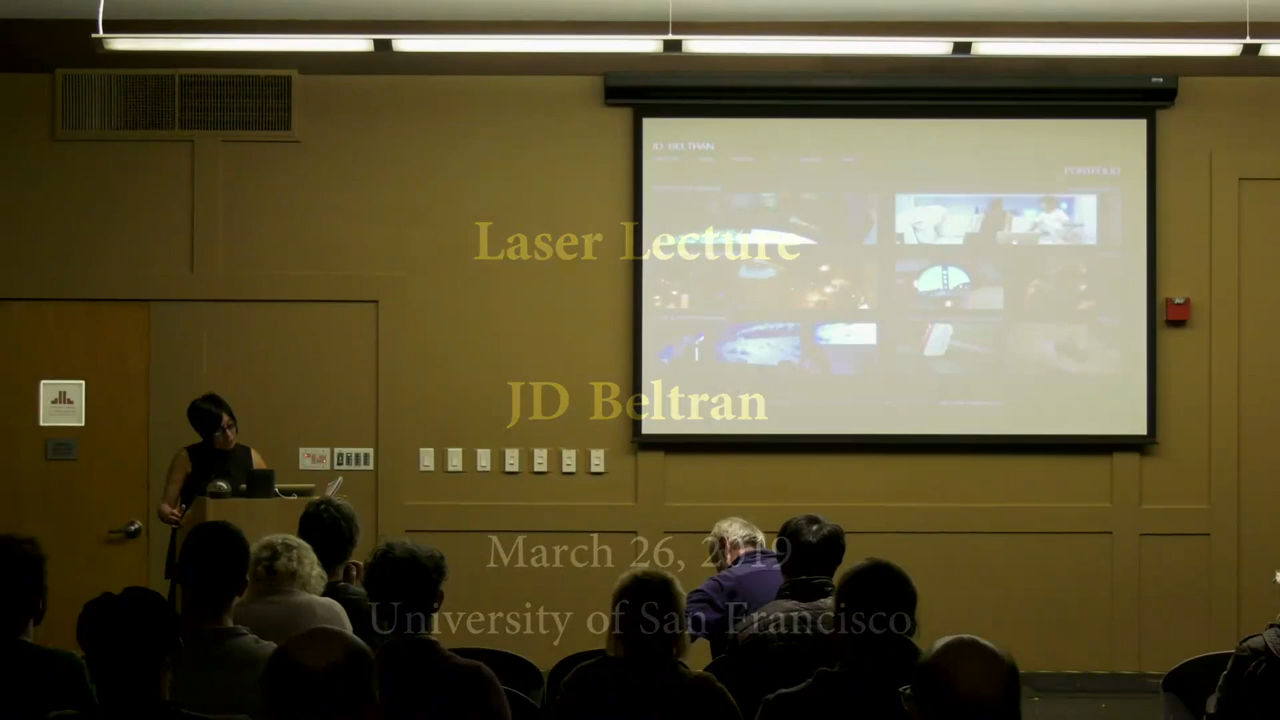 JD BELTRAN
PORTFOLIO
Laser Lecture
JD Beltran
March 26, 2019
University of San Francisco